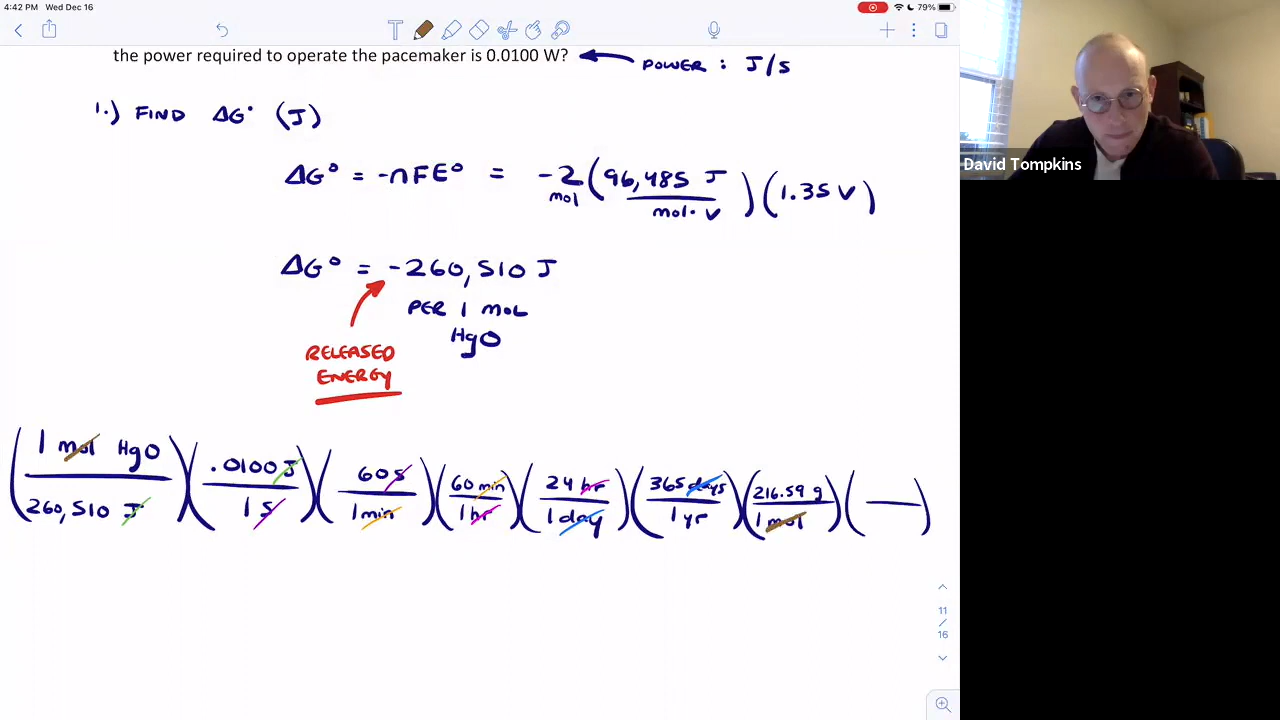 4:42 PM Wed Dec 16
79%
the power required to operate the pacemaker is 0.0100 W?
POWER : J/S
1.) FIND ΔG° (J)
ΔG° = -nFE° = -2 mol (96,485 J / mol · V) (1.35 V)
ΔG° = -260,510 J
PER 1 MOL
HgO
RELEASED
ENERGY
(1 mol HgO / 260,510 J) (.0100 J / 1 S) (60 S / 1 min) (60 min / 1 hr) (24 hr / 1 day) (365 days / 1 yr) (216.59 g / 1 mol) ( — )
11
/
16
David Tompkins